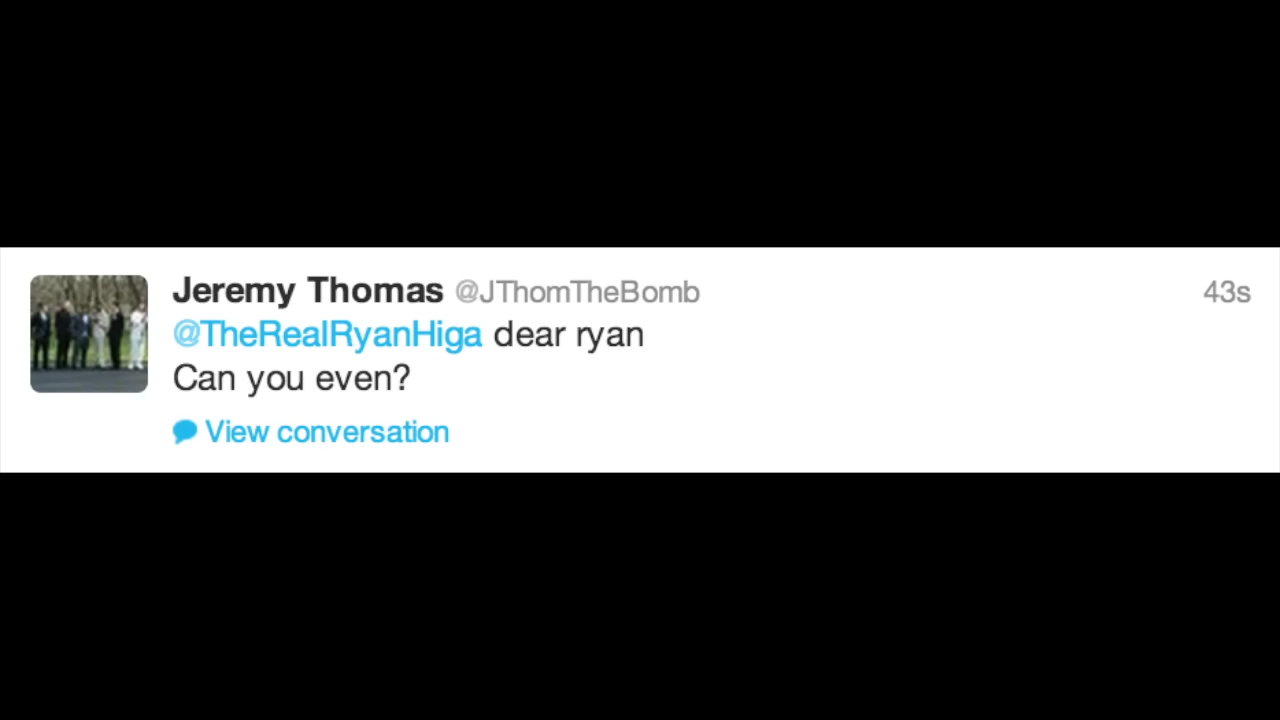 Jeremy Thomas @JThomTheBomb 43s
@TheRealRyanHiga dear ryan
Can you even?
View conversation